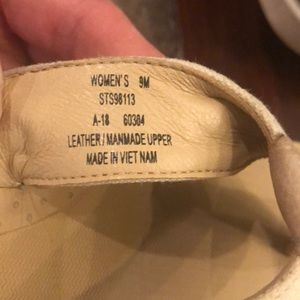 WOMEN'S 9M
STS98113
A-18 60304
LEATHER/MANMADE UPPER
MADE IN VIET NAM